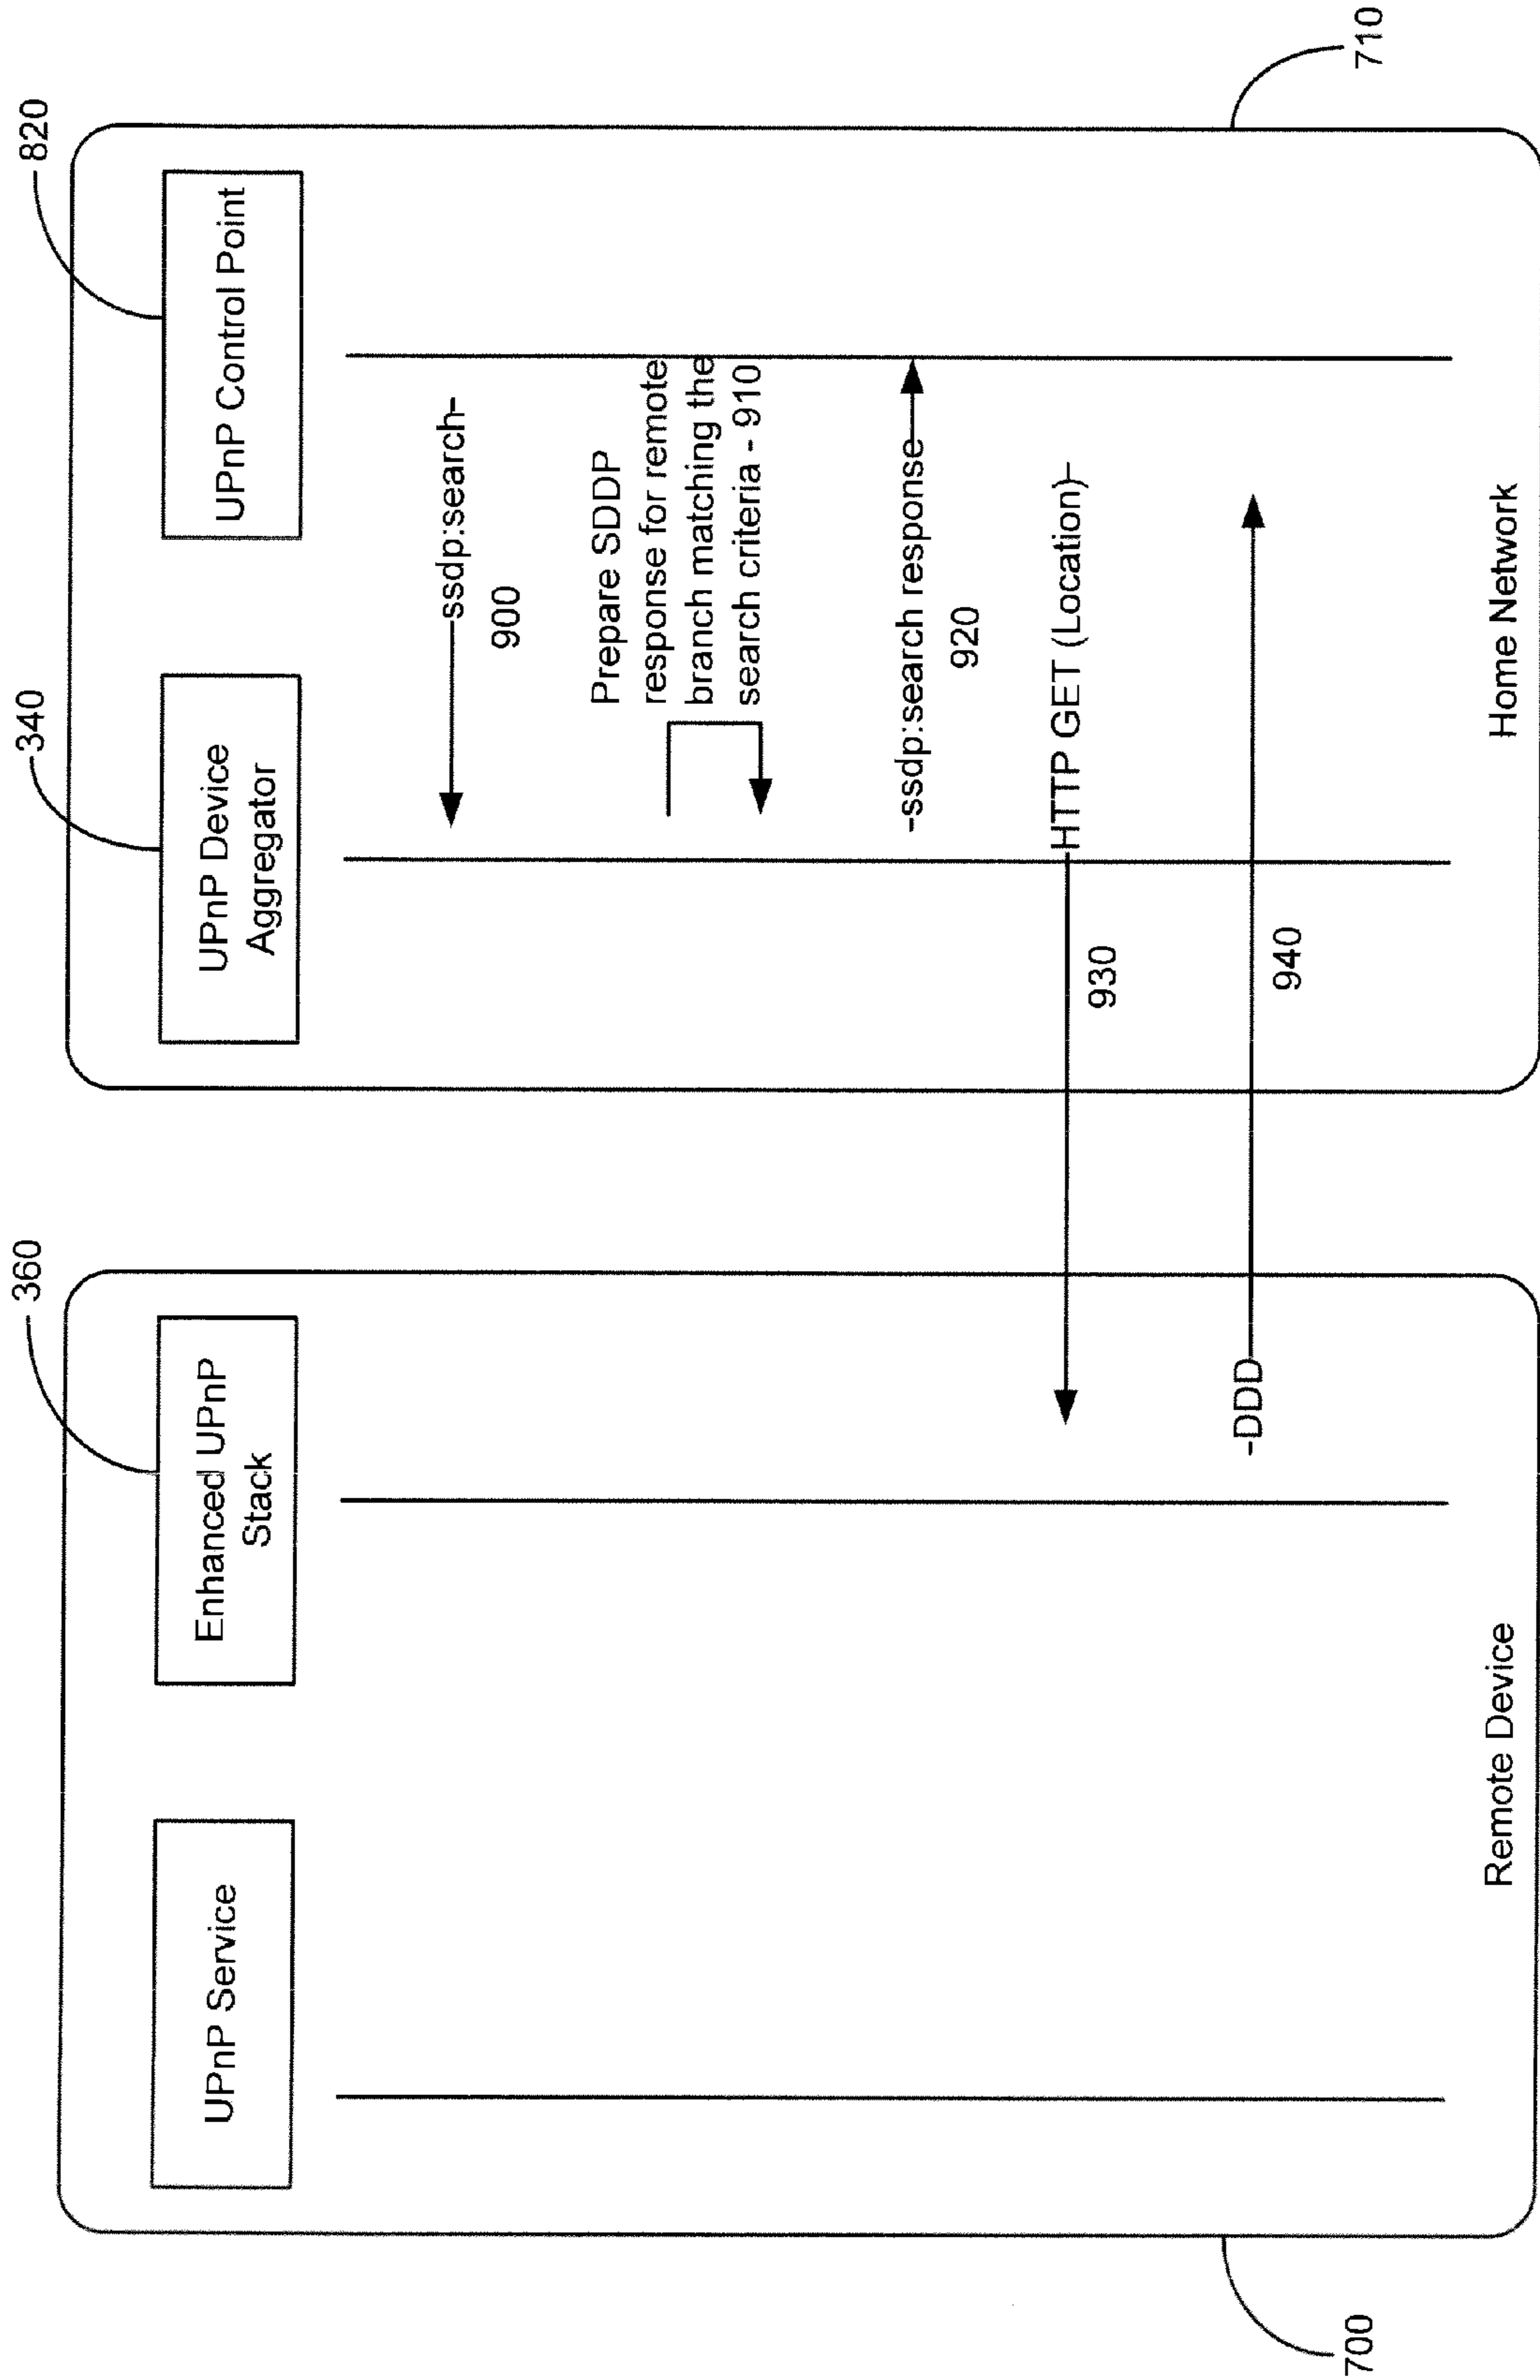 700
710
UPnP Service
Enhanced UPnP
Stack
360
UPnP Device
Aggregator
340
UPnP Control Point
820
ssdp:search
900
Prepare SDDP
response for remote
branch matching the
search criteria - 910
ssdp:search response
920
HTTP GET (Location)
930
DDD
940
Remote Device
Home Network